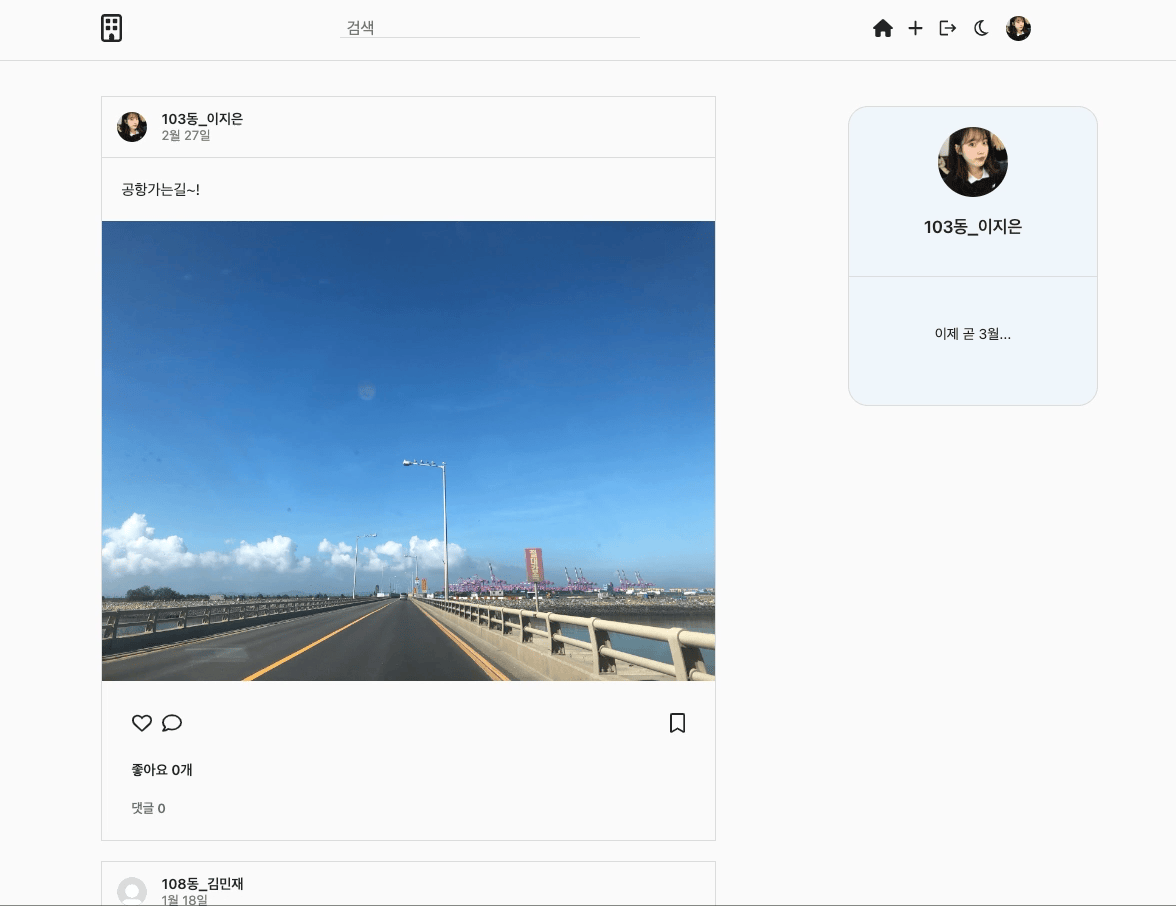 검색
103동_이지은
2월 27일
공항가는길~!
좋아요 0개
댓글 0
108동_김민재
1월 18일
103동_이지은
이제 곧 3월...